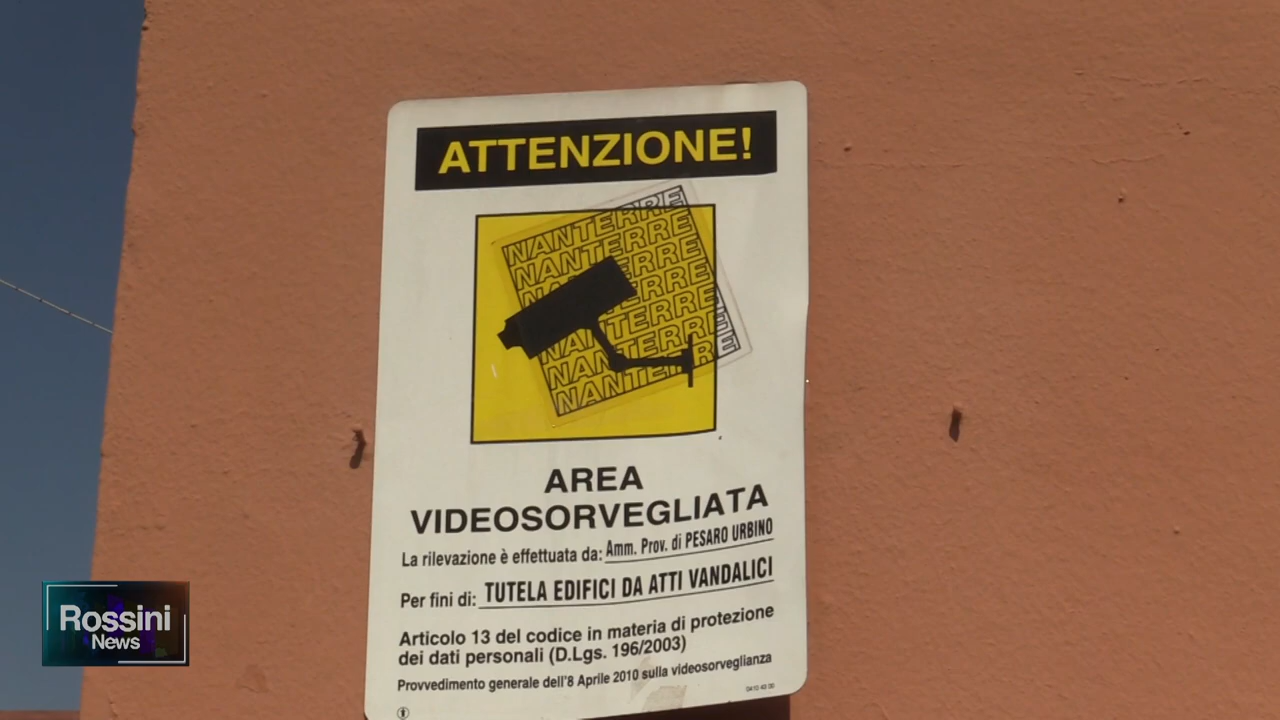 ATTENZIONE!
NANTERRE
NANTERRE
NANTERRE
NANTERRE
NANTERRE
NANTERRE
NANTERRE
AREA
VIDEOSORVEGLIATA
La rilevazione è effettuata da: Amm. Prov. di PESARO URBINO
Per fini di: TUTELA EDIFICI DA ATTI VANDALICI
Articolo 13 del codice in materia di protezione
dei dati personali (D.Lgs. 196/2003)
Provvedimento generale dell'8 Aprile 2010 sulla videosorveglianza
Rossini
News